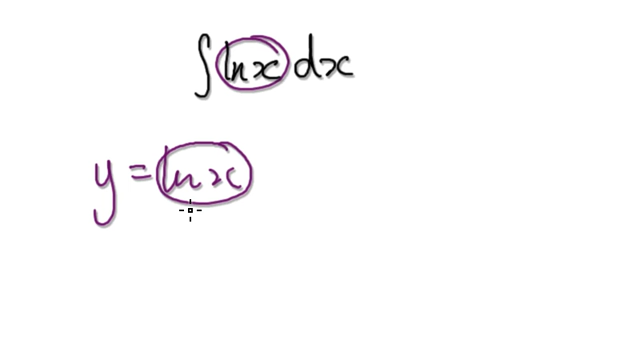 ∫ ln x dx
y = ln x